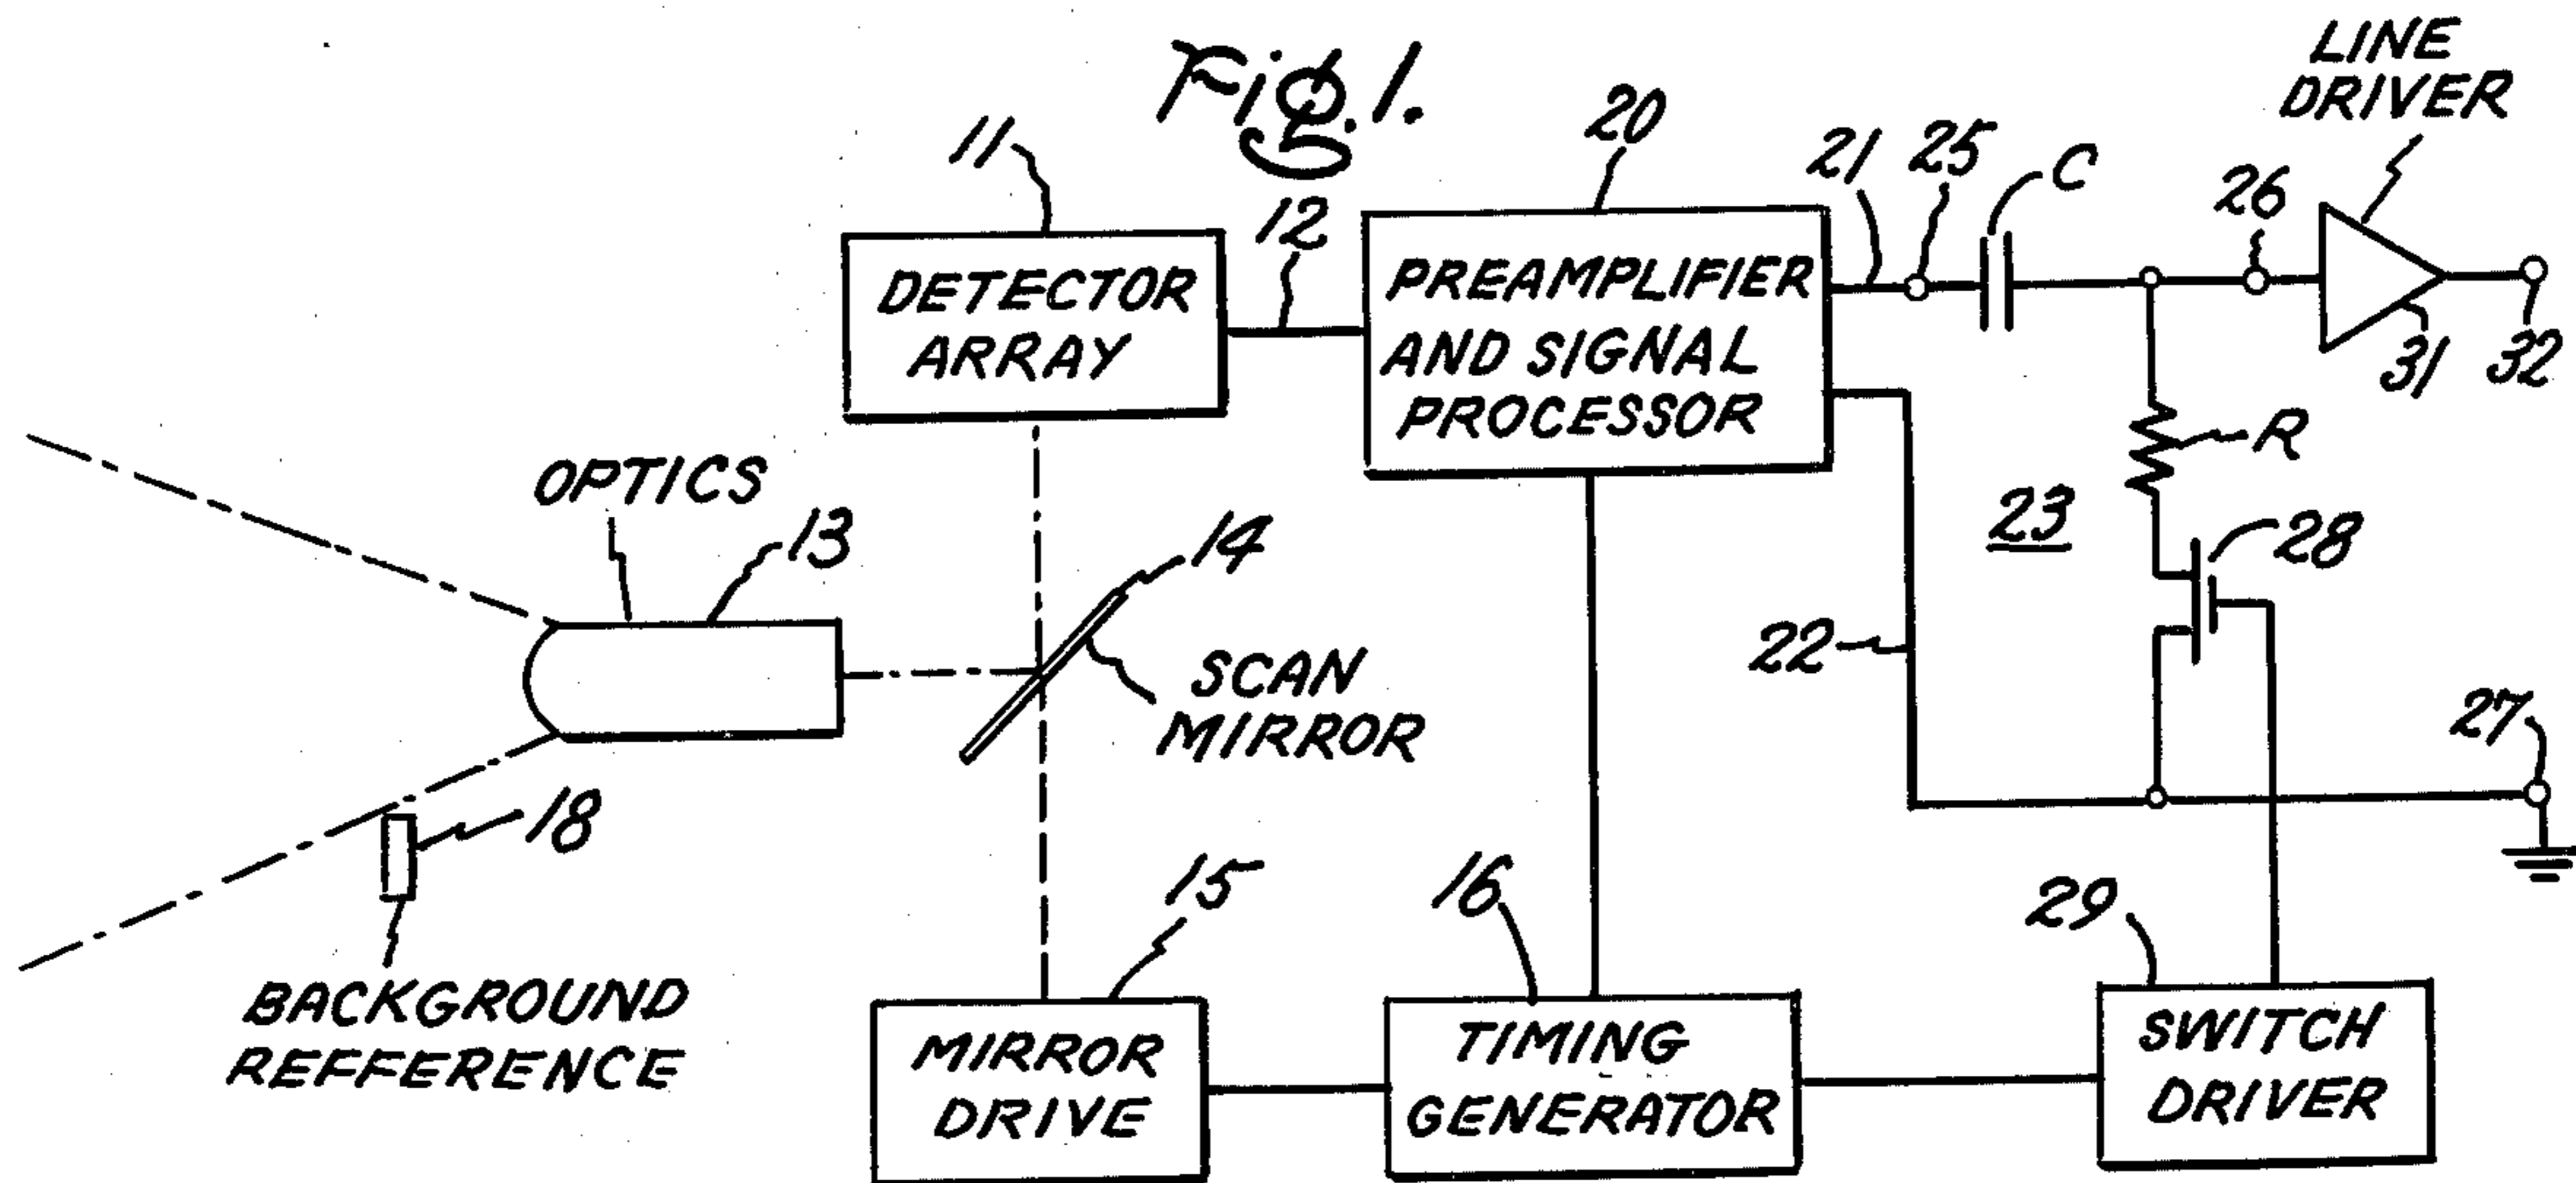 Fig. 1.
LINE
DRIVER
11
20
21
25
C
26
12
DETECTOR
ARRAY
PREAMPLIFIER
AND SIGNAL
PROCESSOR
31
32
R
OPTICS
13
14
23
28
22
SCAN
MIRROR
27
18
15
16
29
BACKGROUND
REFFERENCE
MIRROR
DRIVE
TIMING
GENERATOR
SWITCH
DRIVER